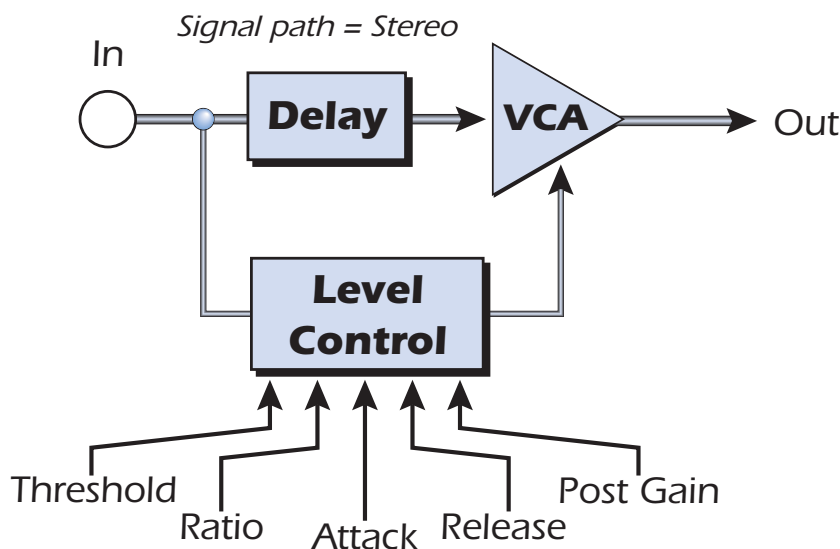 Signal path = Stereo
In
Delay
VCA
Out
Level
Control
Threshold
Ratio
Attack
Release
Post Gain